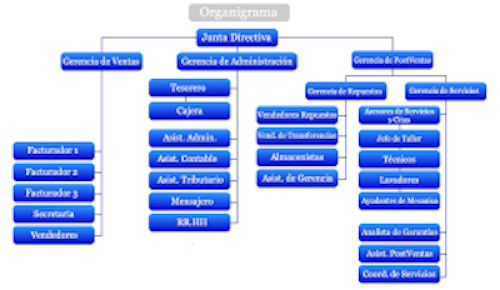 Organigrama
Junta Directiva
Gerencia de Ventas
Gerencia de Administración
Gerencia de PostVentas
Tesorero
Cajera
Gerencia de Repuestos
Gerencia de Servicios
Vendedores Repuestos
Vend. de Transferencias
Almacenistas
Asist. de Gerencia
Asesores de Servicios
y Citas
Jefe de Taller
Técnicos
Lavadores
Ayudantes de Mecanica
Asist. Admin.
Asist. Contable
Asist. Tributario
Mensajero
RR.HH
Facturador 1
Facturador 2
Facturador 3
Secretaria
Vendedores
Analista de Garantías
Asist. PostVentas
Coord. de Servicios